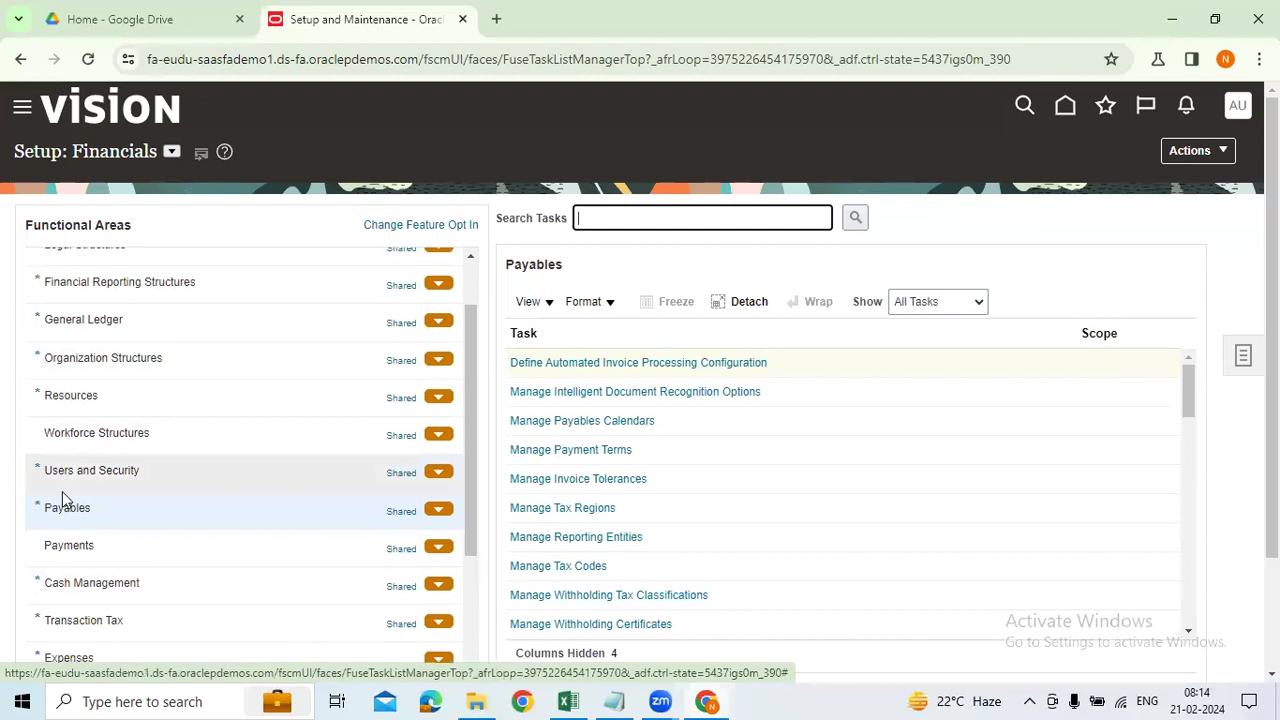 Home - Google Drive
Setup and Maintenance - Orac
fa-eudu-saasfademo1.ds-fa.oraclepdemos.com/fscmUI/faces/FuseTaskListManagerTop?_afrLoop=3975226454175970&_adf.ctrl-state=5437igs0m_390
N
VISION
AU
Setup: Financials
Actions
Functional Areas
Change Feature Opt In
Search Tasks
Legal Structures
Shared
* Financial Reporting Structures
Shared
* General Ledger
Shared
* Organization Structures
Shared
* Resources
Shared
Workforce Structures
Shared
* Users and Security
Shared
* Payables
Shared
Payments
Shared
* Cash Management
Shared
* Transaction Tax
Shared
Expenses
Payables
View
Format
Freeze
Detach
Wrap
Show
All Tasks
Task
Scope
Define Automated Invoice Processing Configuration
Manage Intelligent Document Recognition Options
Manage Payables Calendars
Manage Payment Terms
Manage Invoice Tolerances
Manage Tax Regions
Manage Reporting Entities
Manage Tax Codes
Manage Withholding Tax Classifications
Manage Withholding Certificates
Columns Hidden 4
Activate Windows
Go to Settings to activate Windows.
https://fa-eudu-saasfademo1.ds-fa.oraclepdemos.com/fscmUI/faces/FuseTaskListManagerTop?_afrLoop=3975226454175970&_adf.ctrl-state=5437igs0m_390#
Type here to search
zm
N
22°C Haze
ENG
08:14
21-02-2024